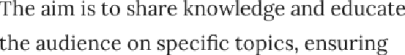 The aim is to share knowledge and educate
the audience on specific topics, ensuring